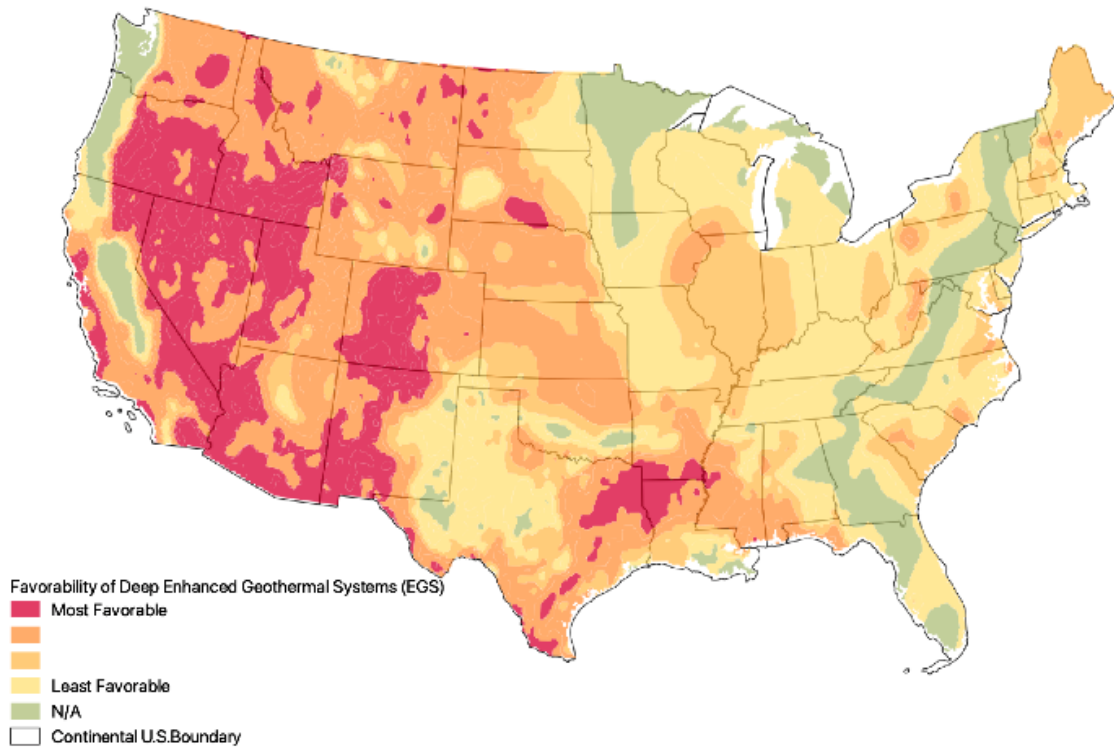 Favorability of Deep Enhanced Geothermal Systems (EGS)
Most Favorable
Least Favorable
N/A
Continental U.S.Boundary